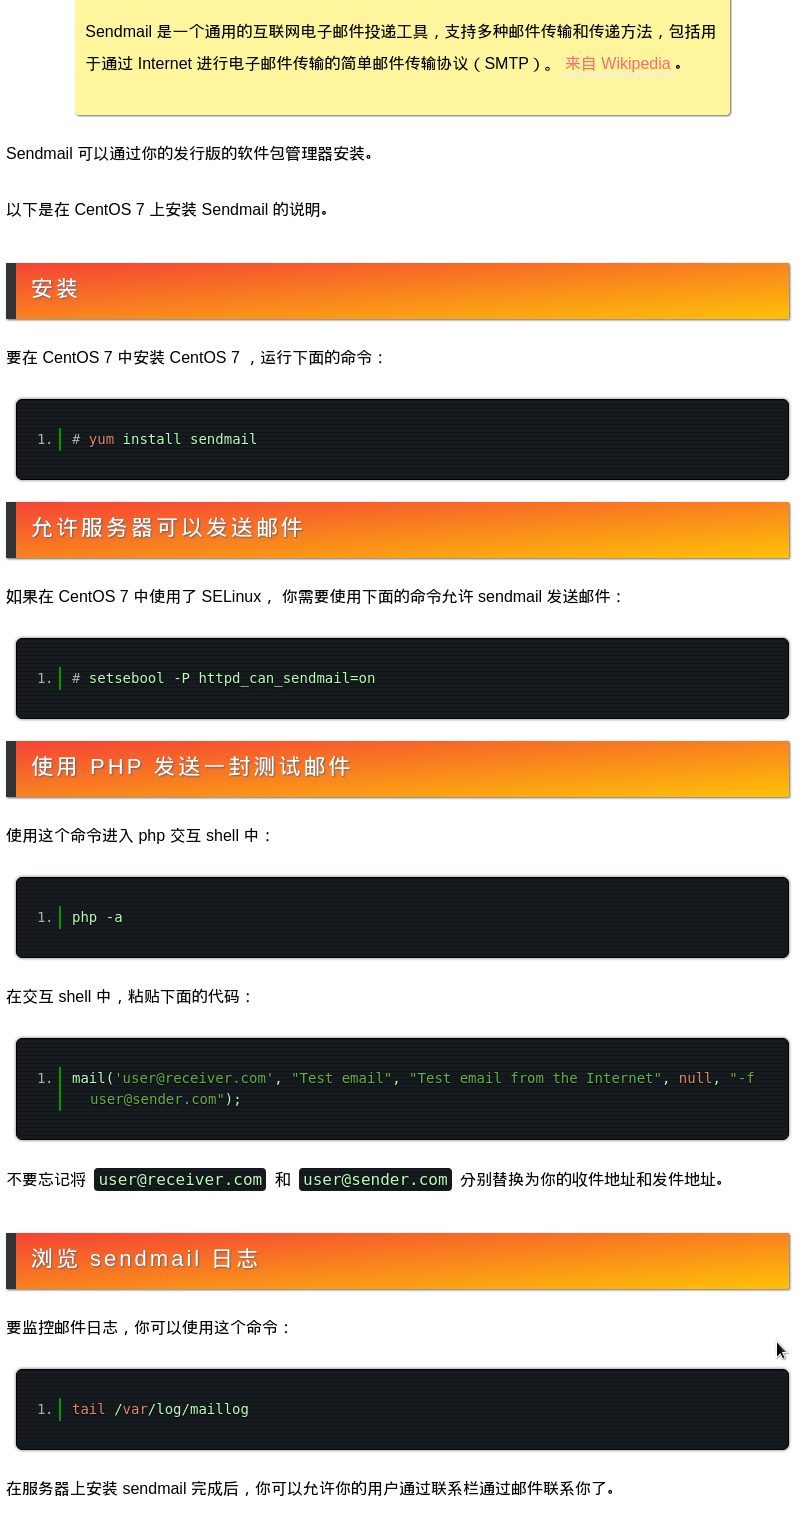 Sendmail 是一个通用的互联网电子邮件投递工具，支持多种邮件传输和传递方法，包括用
于通过 Internet 进行电子邮件传输的简单邮件传输协议（SMTP）。 来自 Wikipedia 。
Sendmail 可以通过你的发行版的软件包管理器安装。
以下是在 CentOS 7 上安装 Sendmail 的说明。
安装
要在 CentOS 7 中安装 CentOS 7 ，运行下面的命令：
1. # yum install sendmail
允许服务器可以发送邮件
如果在 CentOS 7 中使用了 SELinux， 你需要使用下面的命令允许 sendmail 发送邮件：
1. # setsebool -P httpd_can_sendmail=on
使用 PHP 发送一封测试邮件
使用这个命令进入 php 交互 shell 中：
1. php -a
在交互 shell 中，粘贴下面的代码：
1. mail('user@receiver.com', "Test email", "Test email from the Internet", null, "-f
user@sender.com");
不要忘记将 user@receiver.com 和 user@sender.com 分别替换为你的收件地址和发件地址。
浏览 sendmail 日志
要监控邮件日志，你可以使用这个命令：
1. tail /var/log/maillog
在服务器上安装 sendmail 完成后，你可以允许你的用户通过联系栏通过邮件联系你了。